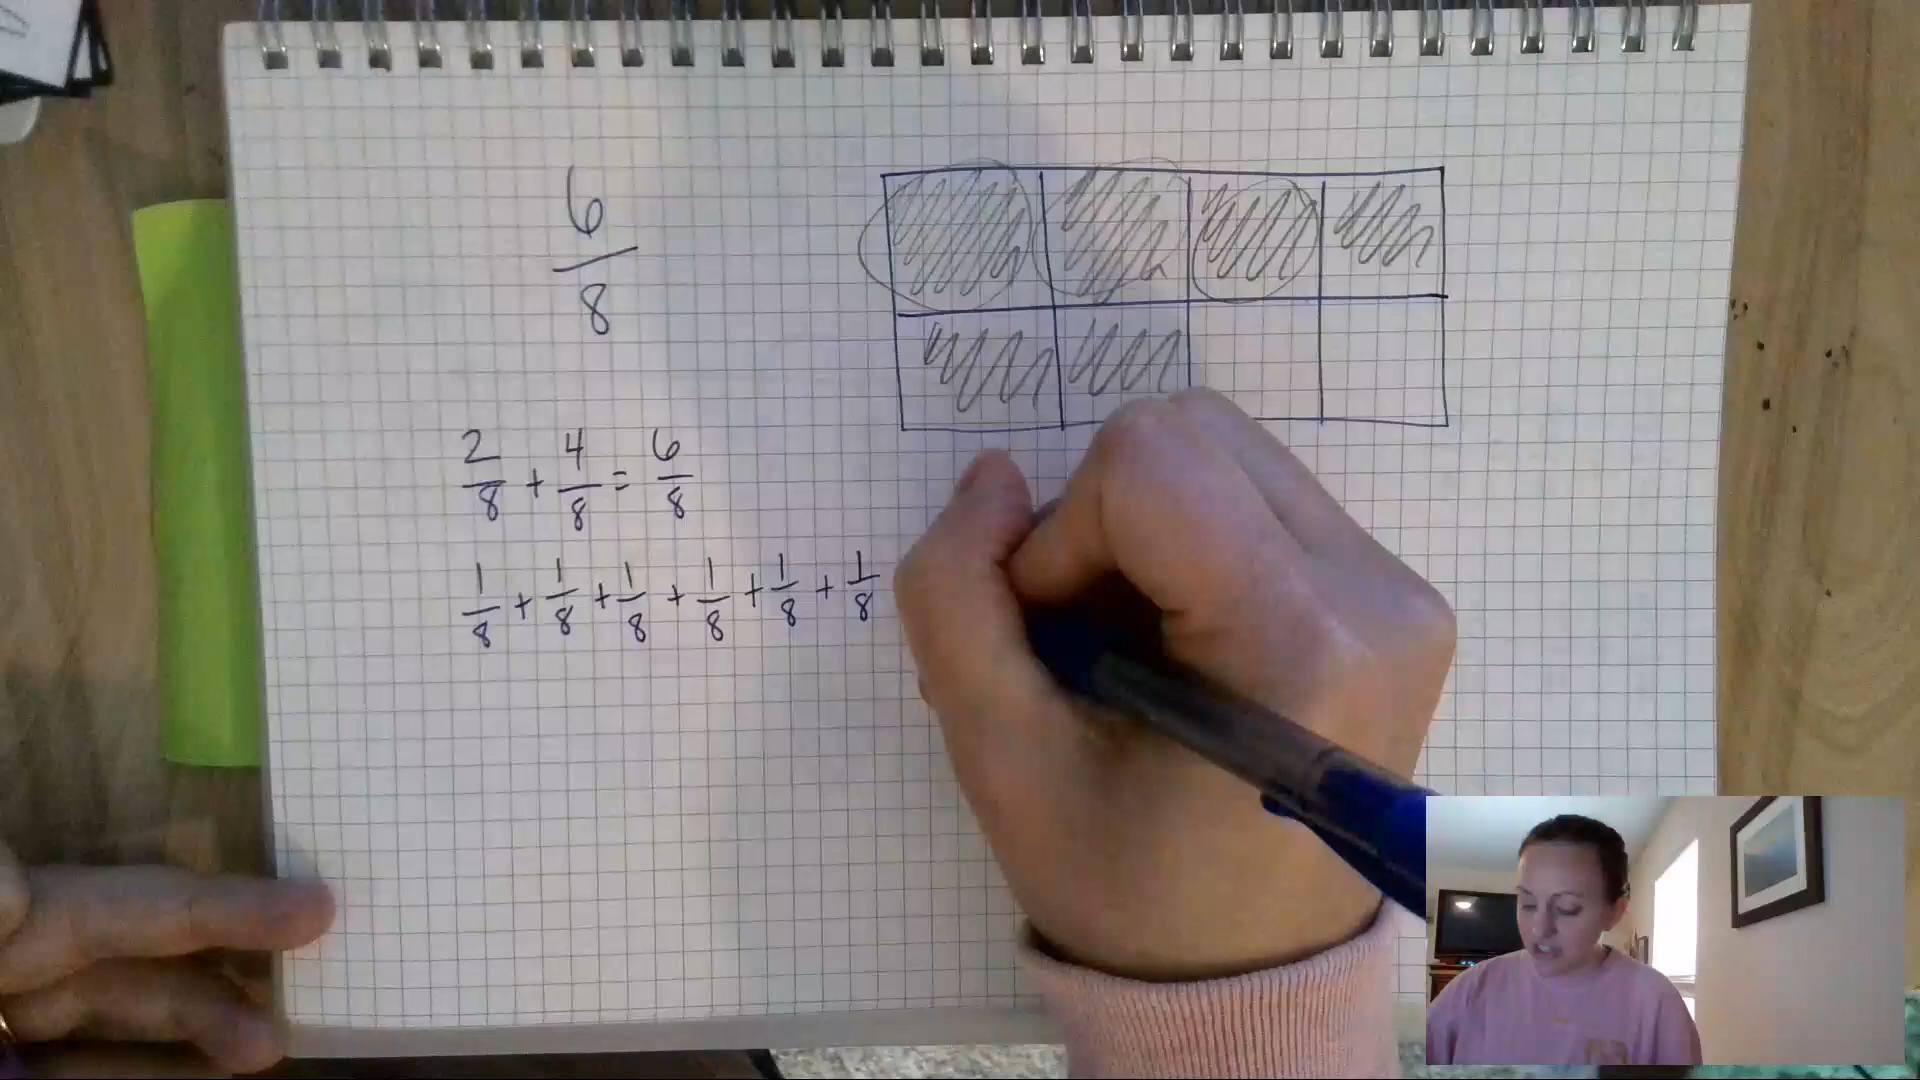 6/8
2/8 + 4/8 = 6/8
1/8 + 1/8 + 1/8 + 1/8 + 1/8 + 1/8